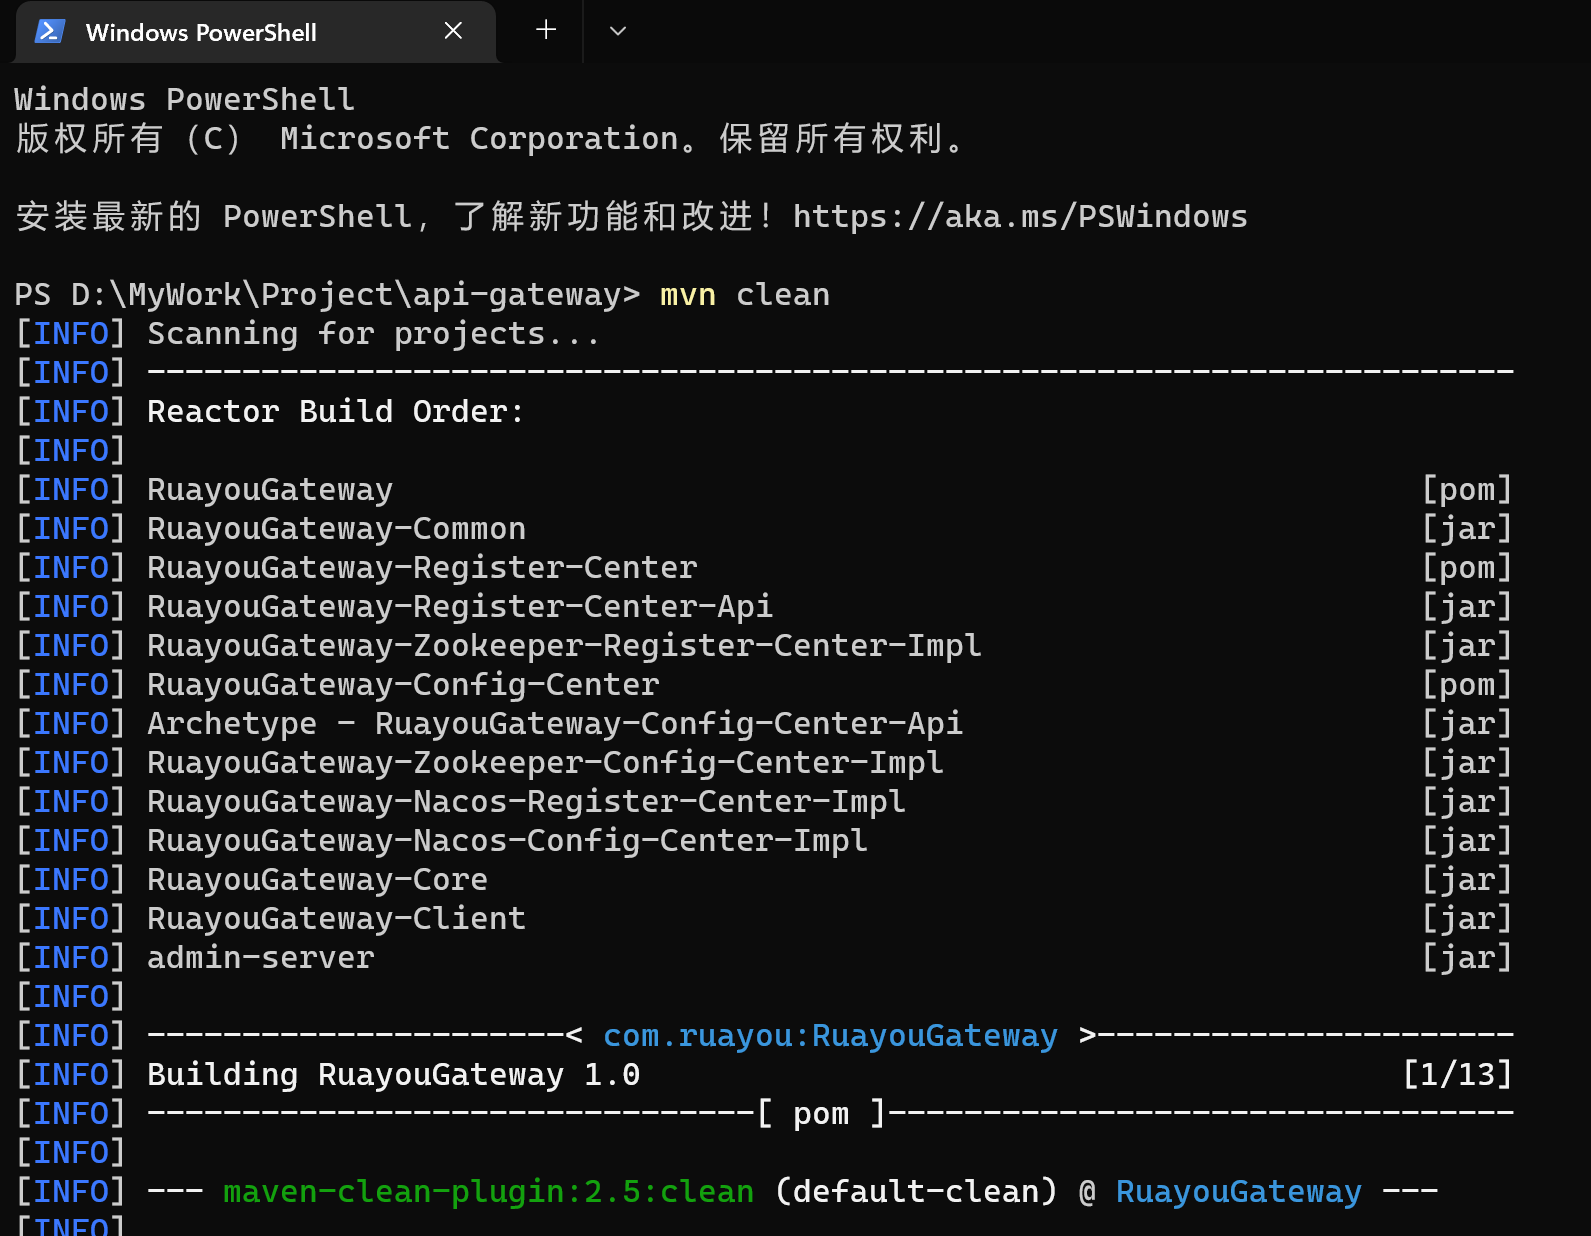 Windows PowerShell
Windows PowerShell
版权所有 (C) Microsoft Corporation。保留所有权利。
安装最新的 PowerShell,了解新功能和改进!https://aka.ms/PSWindows
PS D:\MyWork\Project\api-gateway> mvn clean
[INFO] Scanning for projects...
[INFO] ------------------------------------------------------------------------
[INFO] Reactor Build Order:
[INFO]
[INFO] RuayouGateway [pom]
[INFO] RuayouGateway-Common [jar]
[INFO] RuayouGateway-Register-Center [pom]
[INFO] RuayouGateway-Register-Center-Api [jar]
[INFO] RuayouGateway-Zookeeper-Register-Center-Impl [jar]
[INFO] RuayouGateway-Config-Center [pom]
[INFO] Archetype - RuayouGateway-Config-Center-Api [jar]
[INFO] RuayouGateway-Zookeeper-Config-Center-Impl [jar]
[INFO] RuayouGateway-Nacos-Register-Center-Impl [jar]
[INFO] RuayouGateway-Nacos-Config-Center-Impl [jar]
[INFO] RuayouGateway-Core [jar]
[INFO] RuayouGateway-Client [jar]
[INFO] admin-server [jar]
[INFO]
[INFO] ----------------------< com.ruayou:RuayouGateway >----------------------
[INFO] Building RuayouGateway 1.0 [1/13]
[INFO] --------------------------------[ pom ]---------------------------------
[INFO]
[INFO] --- maven-clean-plugin:2.5:clean (default-clean) @ RuayouGateway ---
[INFO]